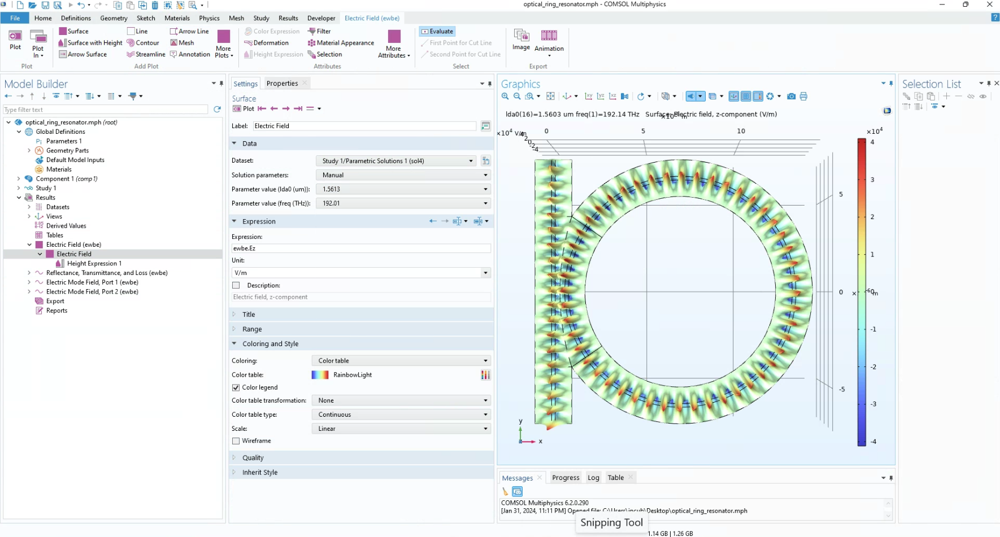 optical_ring_resonator.mph - COMSOL Multiphysics
File Home Definitions Geometry Sketch Materials Physics Mesh Study Results Developer Electric Field (ewbe)
Plot
Plot In
Plot
Surface
Surface with Height
Arrow Surface
Line
Contour
Streamline
Arrow Line
Mesh
Annotation
More Plots
Add Plot
Color Expression
Deformation
Height Expression
Filter
Material Appearance
Selection
More Attributes
Attributes
Evaluate
First Point for Cut Line
Second Point for Cut Line
Select
Image
Animation
Export
Model Builder
Type filter text
optical_ring_resonator.mph (root)
Global Definitions
Pi Parameters 1
Geometry Parts
Default Model Inputs
Materials
Component 1 (comp1)
Study 1
Results
Datasets
Views
8.85
e-12
Derived Values
Tables
Electric Field (ewbe)
Electric Field
Height Expression 1
Reflectance, Transmittance, and Loss (ewbe)
Electric Mode Field, Port 1 (ewbe)
Electric Mode Field, Port 2 (ewbe)
Export
Reports
Settings
Properties
Surface
Plot
Label: Electric Field
Data
Dataset: Study 1/Parametric Solutions 1 (sol4)
Solution parameters: Manual
Parameter value (lda0 (um)): 1.5613
Parameter value (freq (THz)): 192.01
Expression
Expression:
ewbe.Ez
Unit:
V/m
Description:
Electric field, z-component
Title
Range
Coloring and Style
Coloring: Color table
Color table: RainbowLight
Color legend
Color table transformation: None
Color table type: Continuous
Scale: Linear
Wireframe
Quality
Inherit Style
Graphics
xy yz xz
lda0(16)=1.5603 um freq(1)=192.14 THz Surface: Electric field, z-component (V/m)
×10⁴ V/m
4
2
0
-2
-4
0 5 10
5
0
-5
×10⁴
4
3
2
1
0
-1
-2
-3
-4
y
x
Messages
Progress
Log
Table
COMSOL Multiphysics 6.2.0.290
[Jan 31, 2024, 11:11 PM] Opened file: C:\Users\incub\Desktop\optical_ring_resonator.mph
Snipping Tool
1.14 GB | 1.26 GB
Selection List